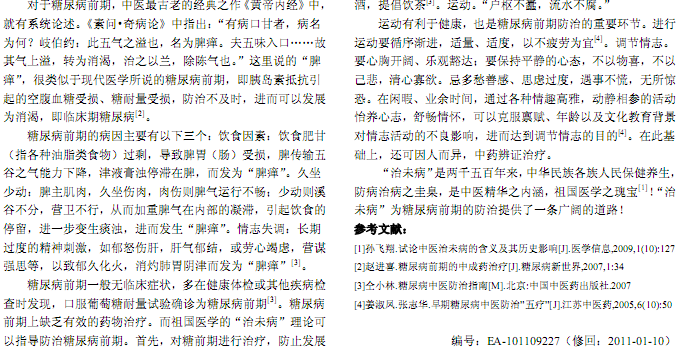 对于糖尿病前期，中医最古老的经典之作《黄帝内经》中，
就有系统论述。《素问·奇病论》中指出：“有病口甘者，病名
为何？岐伯约：此五气之溢也，名为脾瘅。夫五味入口……故
其气上溢，转为消渴，治之以兰，除陈气也。”这里说的“脾
瘅”，很类似于现代医学所说的糖尿病前期，即胰岛素抵抗引
起的空腹血糖受损、糖耐量受损，防治不及时，进而可以发展
为消渴，即临床期糖尿病[2]。
糖尿病前期的病因主要有以下三个：饮食因素：饮食肥甘
（指各种油脂类食物）过剩，导致脾胃（肠）受损，脾传输五
谷之气能力下降，津液膏浊停滞在脾，而发为“脾瘅”。久坐
少动：脾主肌肉，久坐伤肉，肉伤则脾气运行不畅；少动则溪
谷不分，营卫不行，从而加重脾气在内部的凝滞，引起饮食的
停留，进一步变生痰浊，进而发生“脾瘅”。情志失调：长期
过度的精神刺激，如郁怒伤肝，肝气郁结，或劳心竭虑，营谋
强思等，以致郁久化火，消灼肺胃阴津而发为“脾瘅”[3]。
糖尿病前期一般无临床症状，多在健康体检或其他疾病检
查时发现，口服葡萄糖耐量试验确诊为糖尿病前期[3]。糖尿病
前期上缺乏有效的药物治疗。而祖国医学的“治未病”理论可
以指导防治糖尿病前期。首先，对糖前期进行治疗，防止发展
酒，提倡饮茶[3]。运动。“户枢不蠹，流水不腐。”
运动有利于健康，也是糖尿病前期防治的重要环节。进行
运动要循序渐进，适量、适度，以不疲劳为宜[4]。调节情志。
要心胸开阔、乐观豁达；要保持平静的心态，不以物喜，不以
己悲，清心寡欲。忌多愁善感、思虑过度，遇事不慌，无所惊
恐。在闲暇、业余时间，通过各种情趣高雅，动静相参的活动
怡养心志，舒畅情怀，可以克服禀赋、年龄以及文化教育背景
对情志活动的不良影响，进而达到调节情志的目的[4]。在此基
础上，还可因人而异，中药辨证治疗。
“治未病”是两千五百年来，中华民族各族人民保健养生，
防病治病之圭臬，是中医精华之内涵，祖国医学之瑰宝[1]！“治
未病”为糖尿病前期的防治提供了一条广阔的道路！
参考文献：
[1]孙飞翔.试论中医治未病的含义及其历史影响[J].医学信息,2009,1(10):127
[2]赵进喜.糖尿病前期的中成药治疗[J].糖尿病新世界,2007,1:34
[3]仝小林.糖尿病中医防治指南[M].北京:中国中医药出版社.2007
[4]姜淑凤.张志华.早期糖尿病中医防治“五疗”[J].江苏中医药,2005,6(10):50
编号：EA-101109227（修回：2011-01-10）